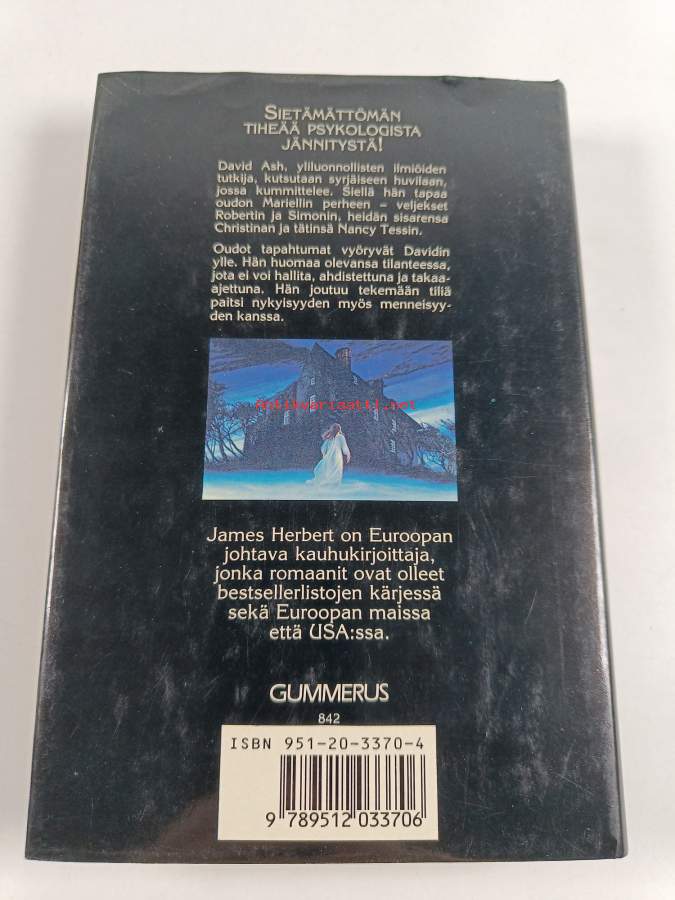 SIETÄMÄTTÖMÄN
TIHEÄÄ PSYKOLOGISTA
JÄNNITYSTÄ!
David Ash, yliluonnollisten ilmiöiden
tutkija, kutsutaan syrjäiseen huvilaan,
jossa kummittelee. Siellä hän tapaa
oudon Mariellin perheen – veljekset
Robertin ja Simonin, heidän sisarensa
Christinan ja tätinsä Nancy Tessin.
Oudot tapahtumat vyöryvät Davidin
ylle. Hän huomaa olevansa tilanteessa,
jota ei voi hallita, ahdistettuna ja takaa-
ajettuna. Hän joutuu tekemään tiliä
paitsi nykyisyyden myös menneisyy-
den kanssa.
Antikvariaatti.net
James Herbert on Euroopan
johtava kauhukirjoittaja,
jonka romaanit ovat olleet
bestsellerlistojen kärjessä
sekä Euroopan maissa
että USA:ssa.
GUMMERUS
842
ISBN 951-20-3370-4
9 789512 033706